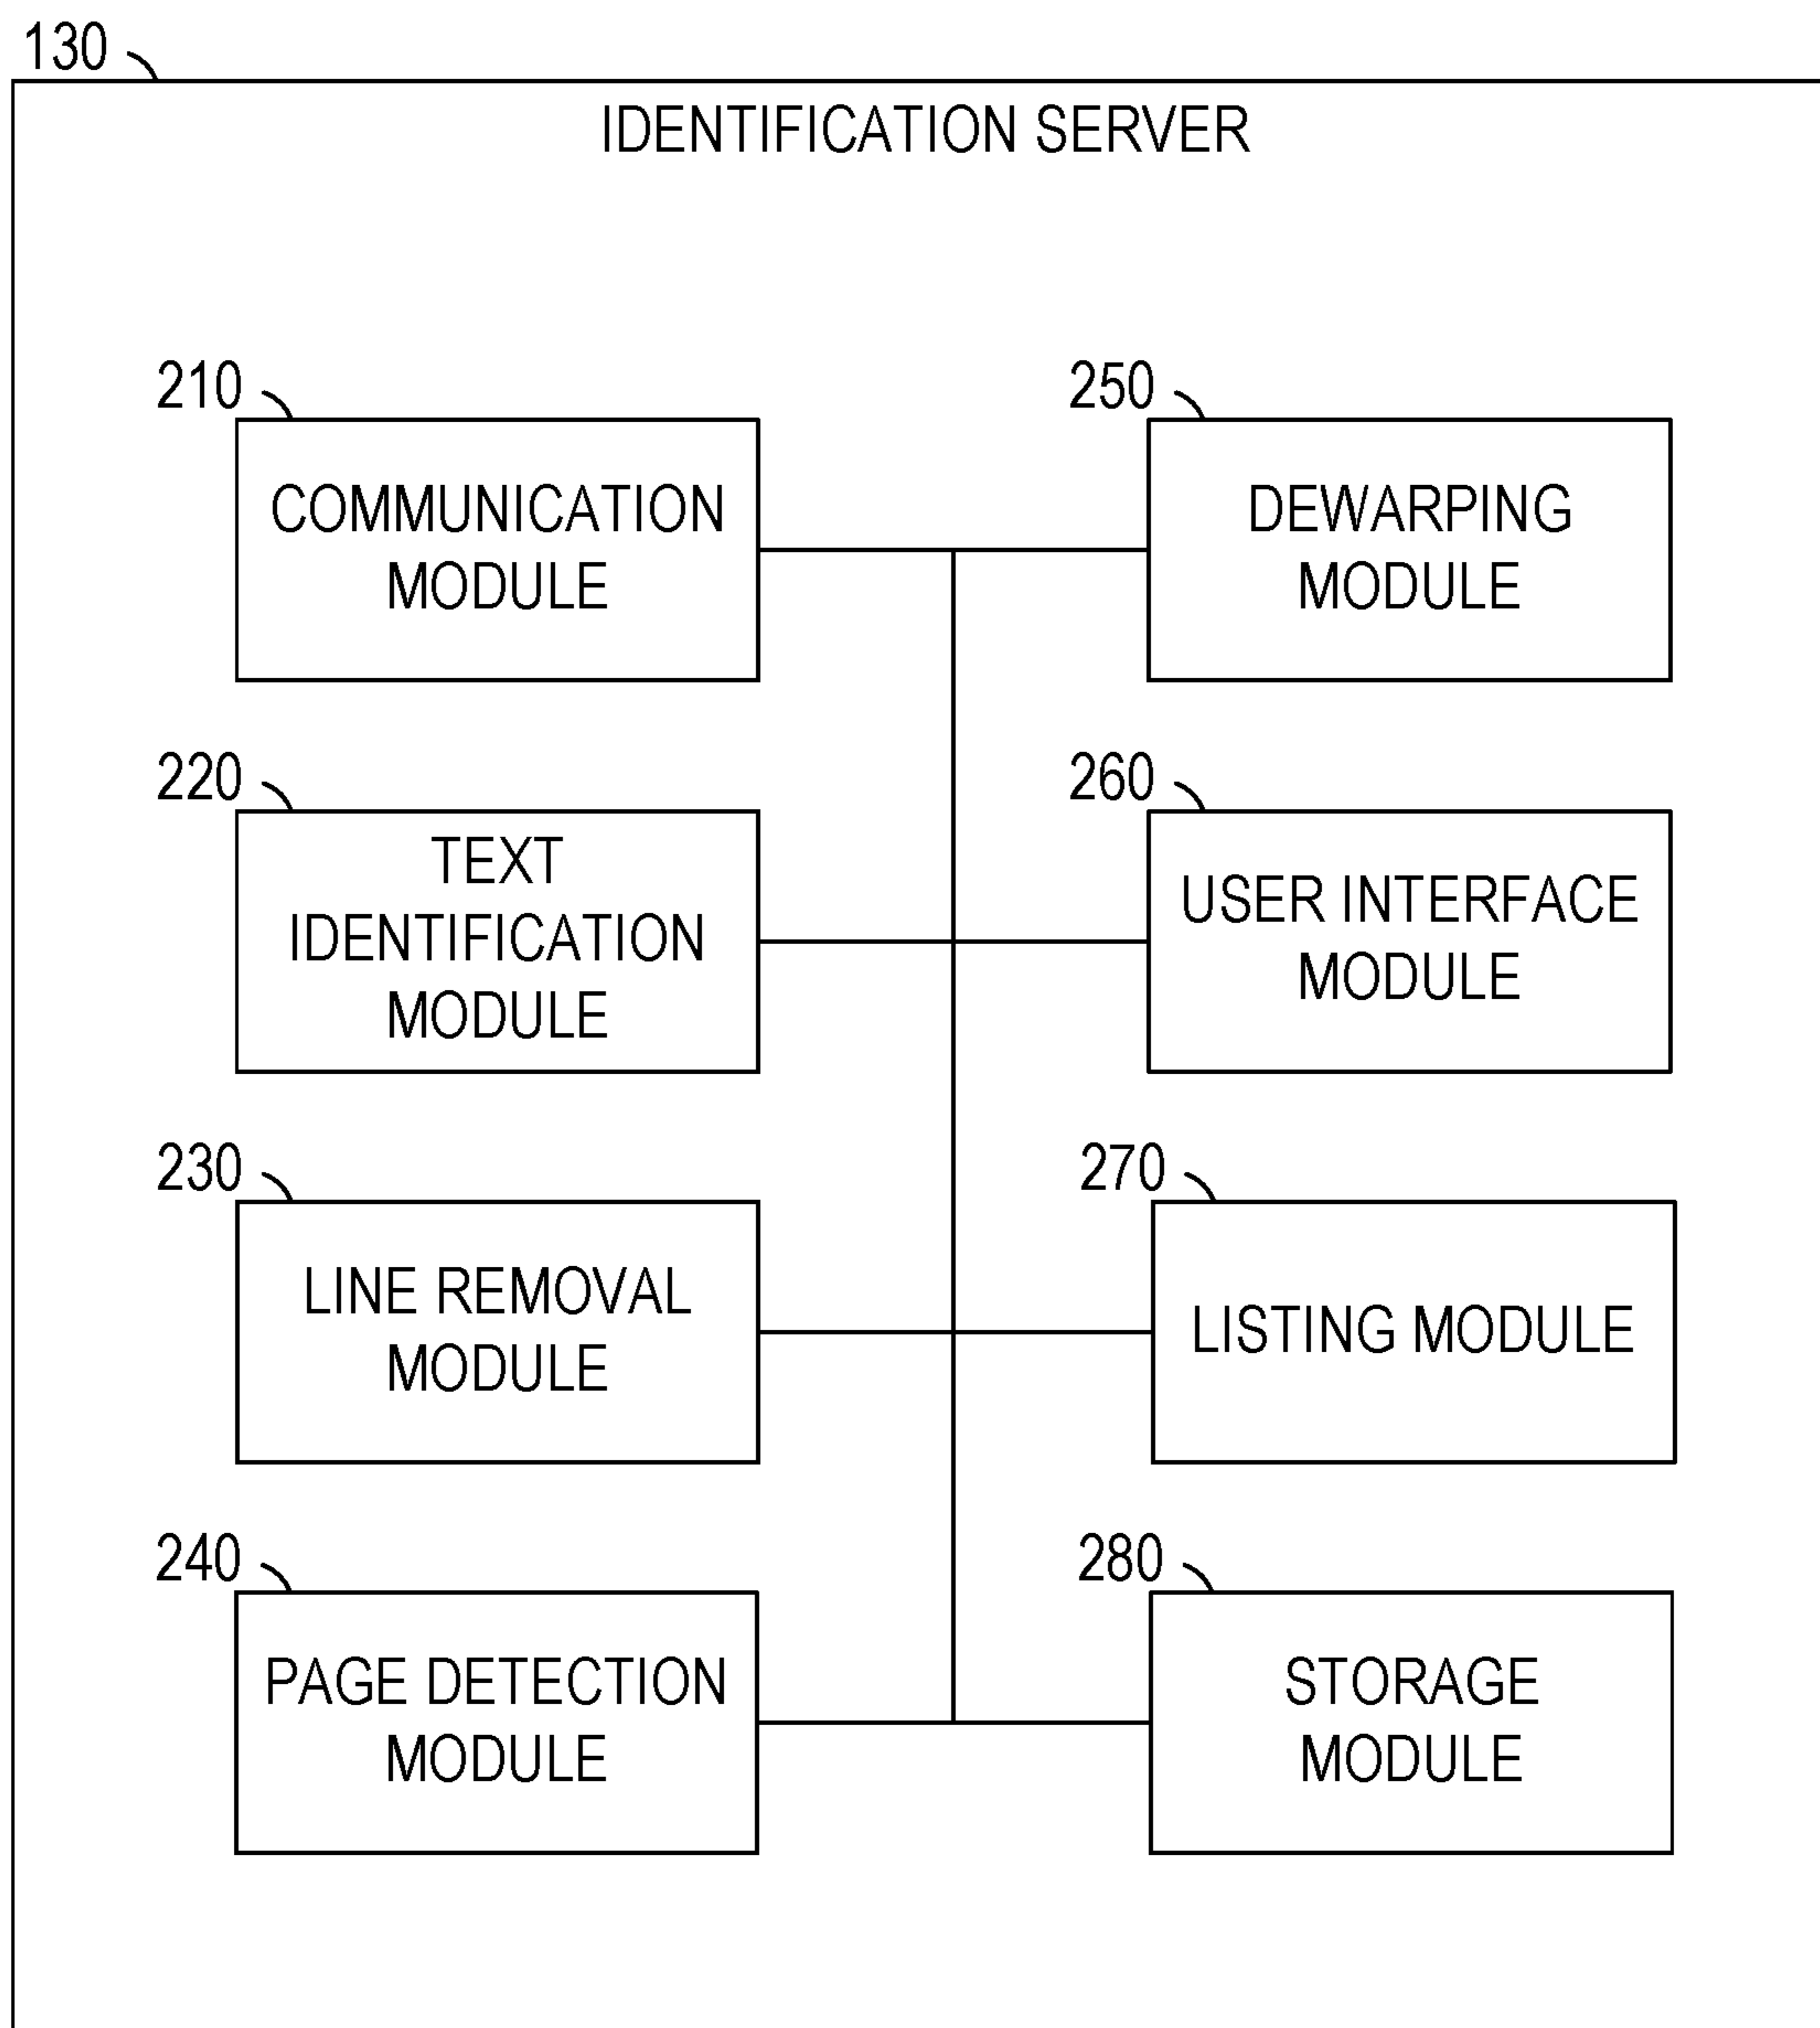 130
IDENTIFICATION SERVER
210
COMMUNICATION
MODULE
250
DEWARPING
MODULE
220
TEXT
IDENTIFICATION
MODULE
260
USER INTERFACE
MODULE
230
LINE REMOVAL
MODULE
270
LISTING MODULE
240
PAGE DETECTION
MODULE
280
STORAGE
MODULE